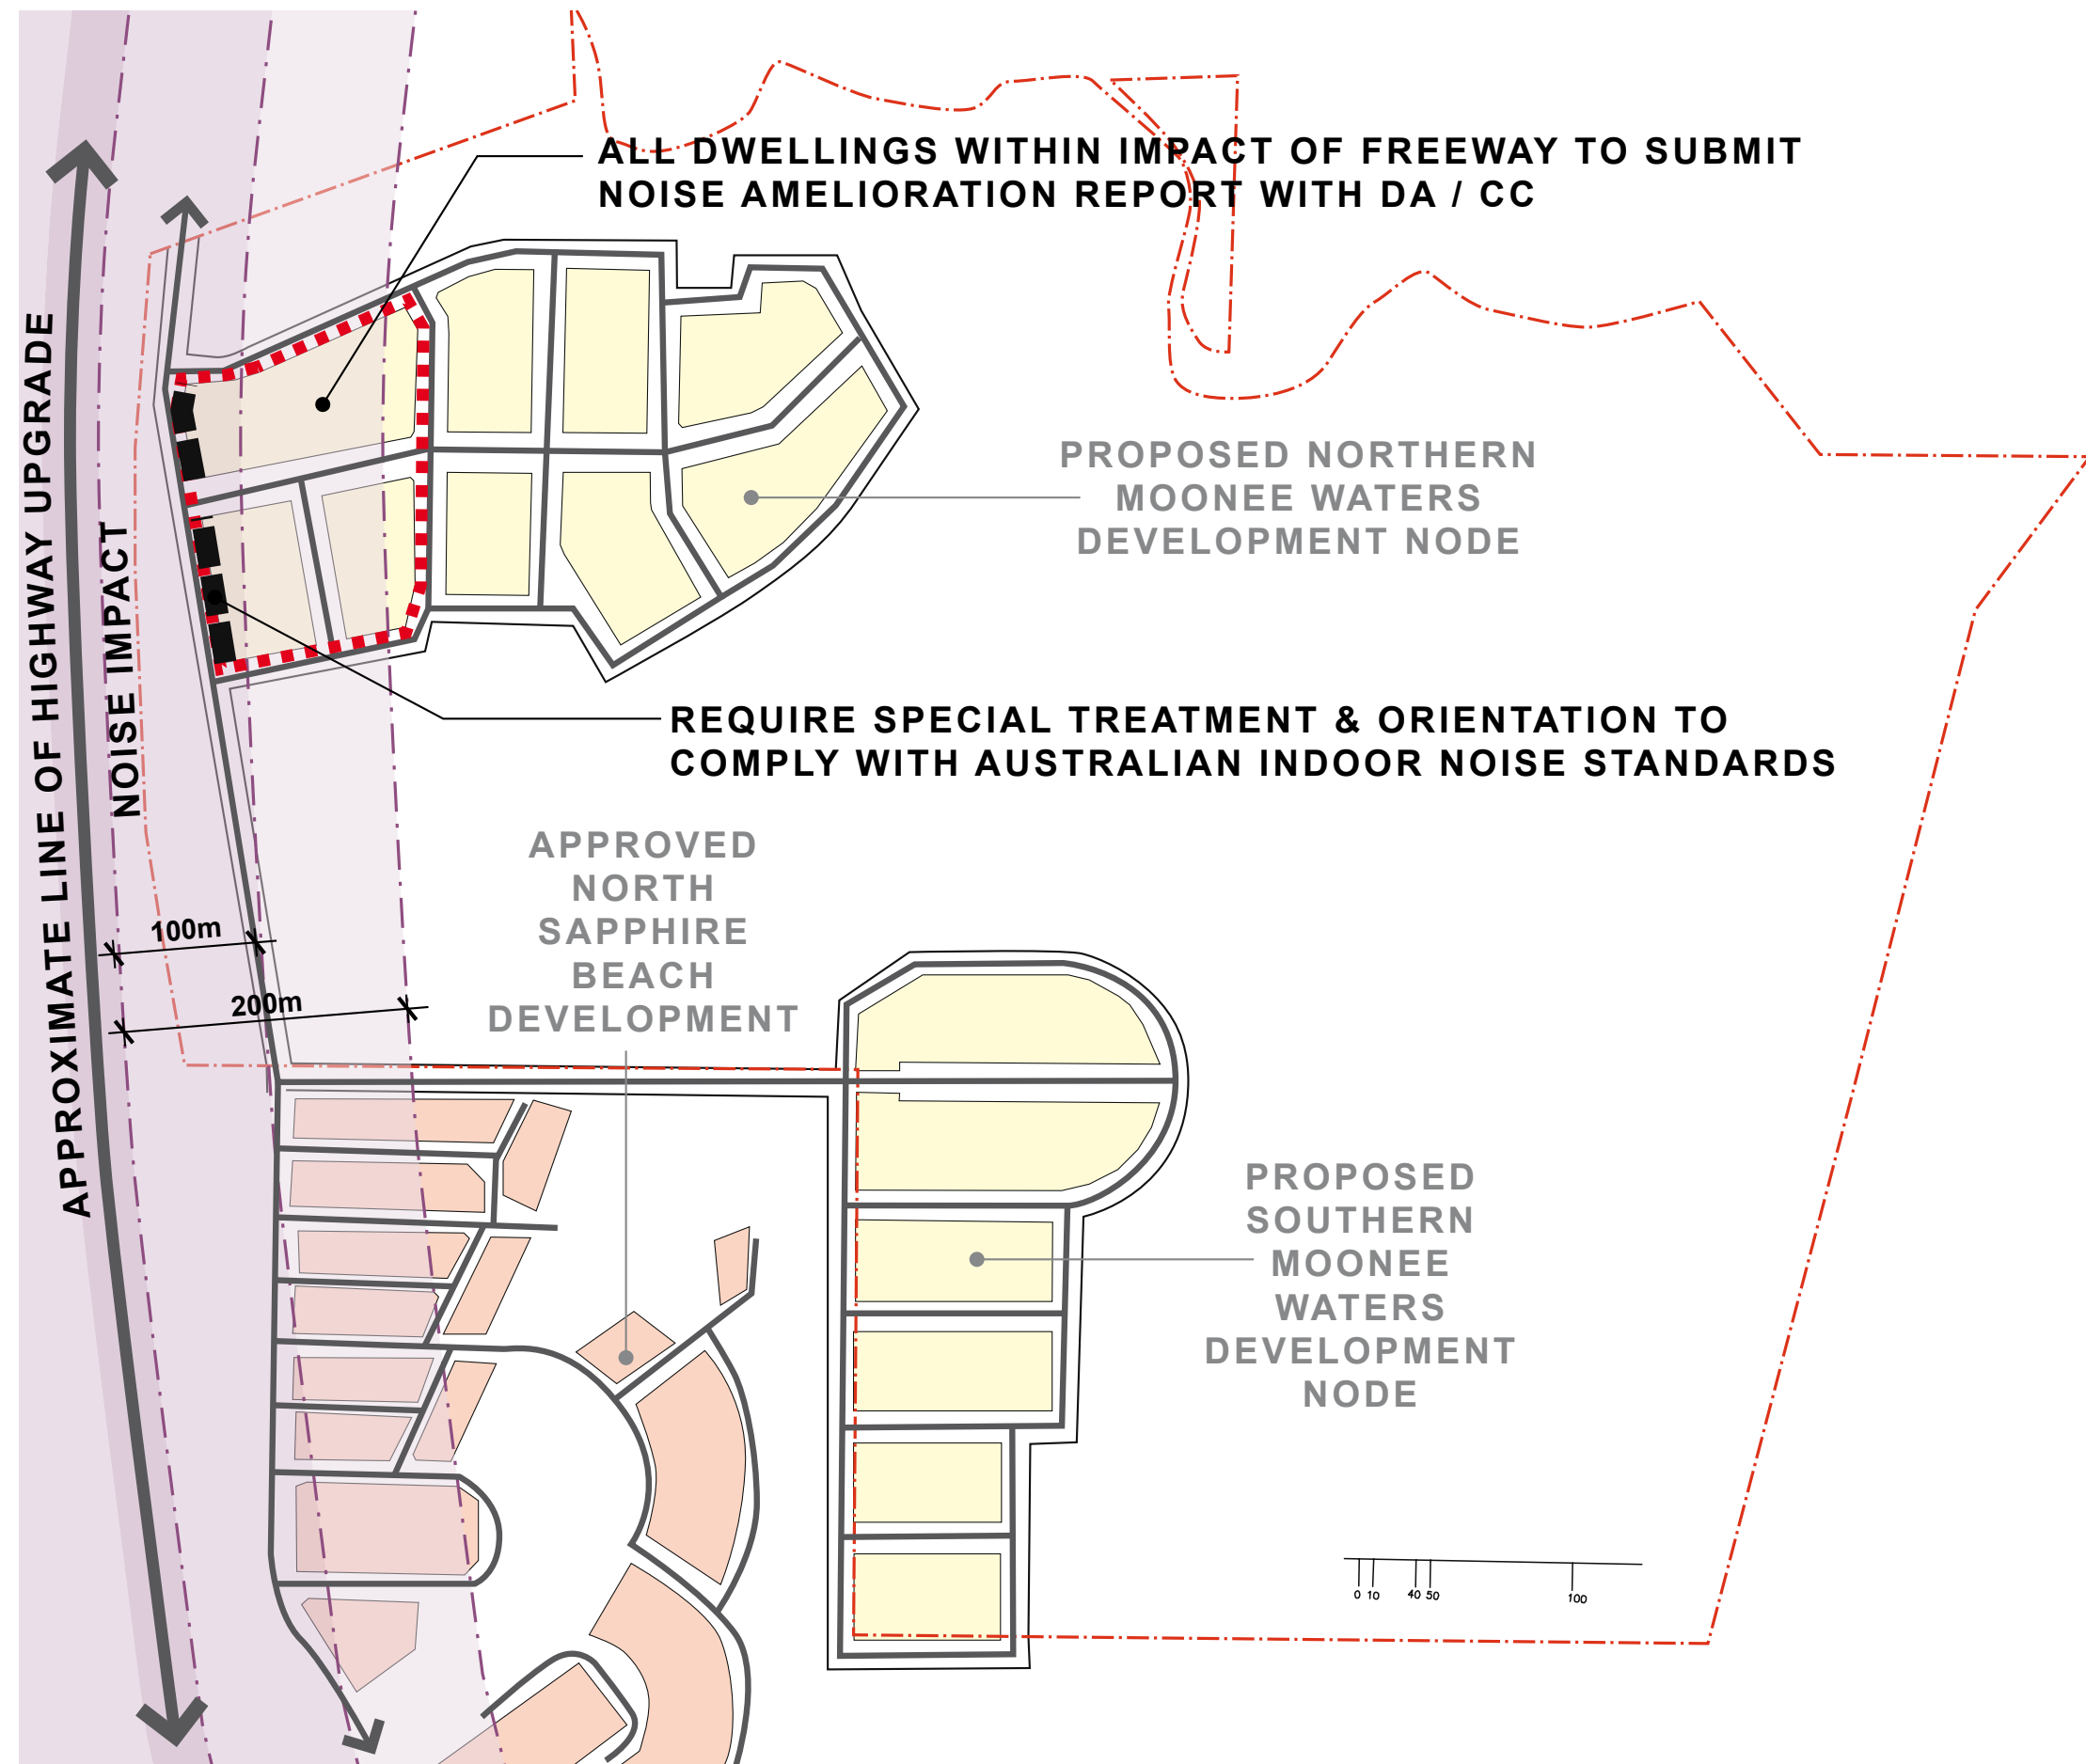 ALL DWELLINGS WITHIN IMPACT OF FREEWAY TO SUBMIT
NOISE AMELIORATION REPORT WITH DA / CC
APPROXIMATE LINE OF HIGHWAY UPGRADE
NOISE IMPACT
PROPOSED NORTHERN
MOONEE WATERS
DEVELOPMENT NODE
REQUIRE SPECIAL TREATMENT & ORIENTATION TO
COMPLY WITH AUSTRALIAN INDOOR NOISE STANDARDS
APPROVED
NORTH
SAPPHIRE
BEACH
DEVELOPMENT
100m
200m
PROPOSED
SOUTHERN
MOONEE
WATERS
DEVELOPMENT
NODE
0 10 40 50 100